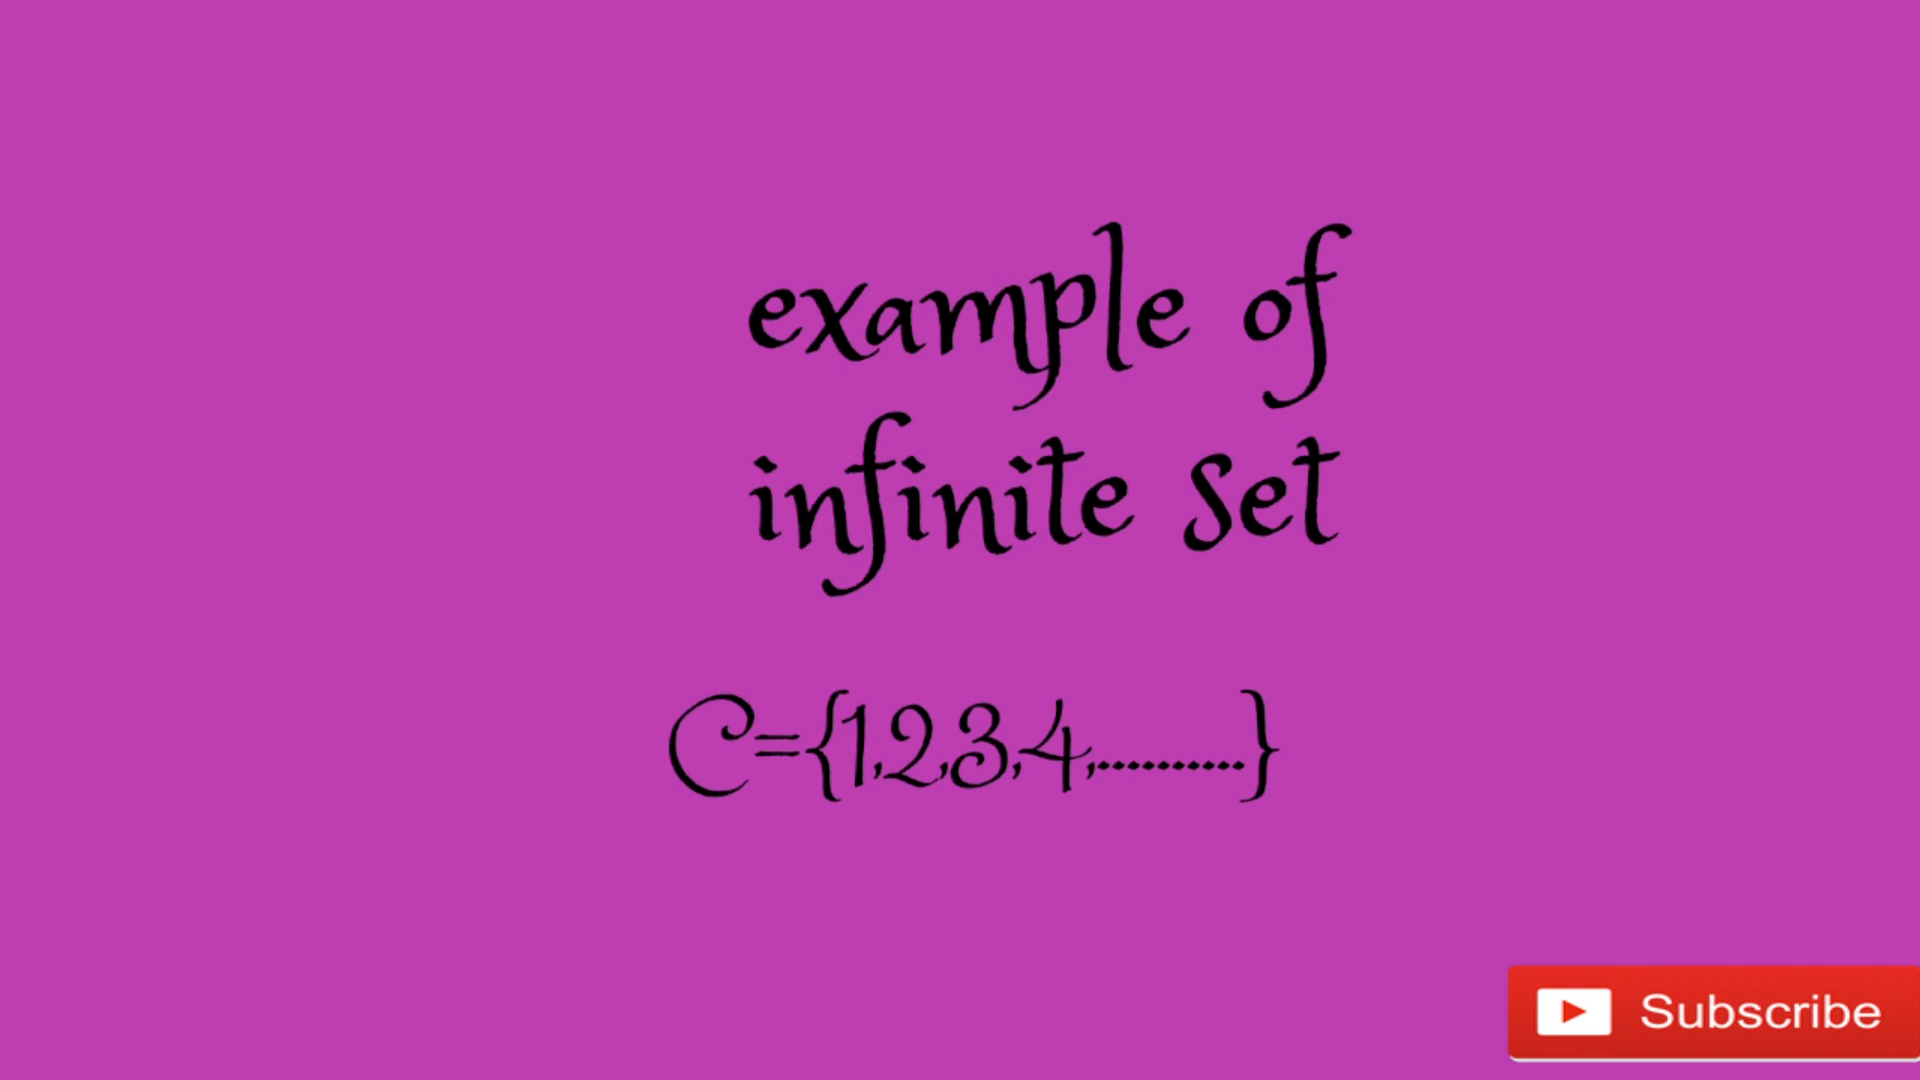 example of
infinite set
C={1,2,3,4,...........}
Subscribe